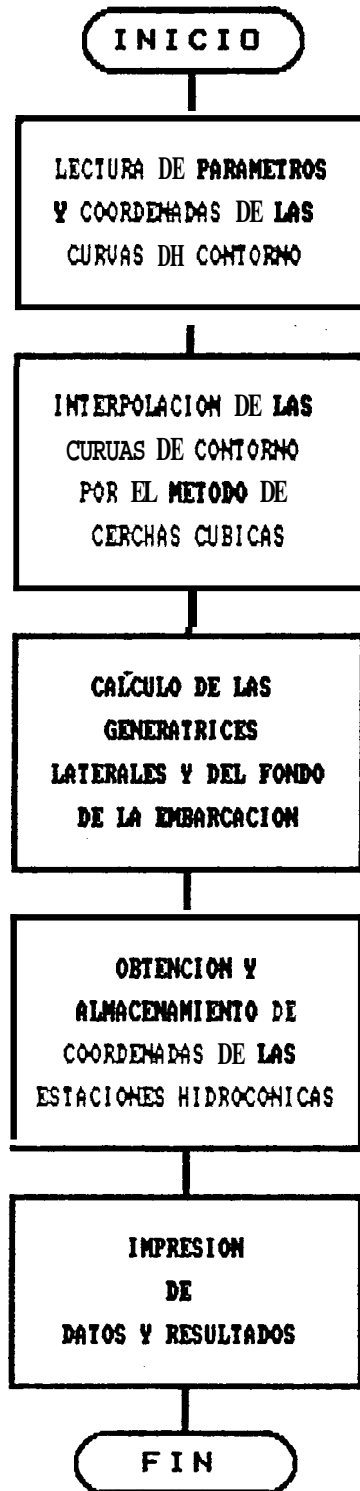 INICIO
LECTURA DE PARAMETROS
Y COORDENADAS DE LAS
CURVAS DH CONTORNO
INTERPOLACION DE LAS
CURUAS DE CONTORNO
POR EL METODO DE
CERCHAS CUBICAS
CALCULO DE LAS
GENERATRICES
LATERALES Y DEL FONDO
DE LA EMBARCACION
OBTENCION Y
ALMACENAMIENTO DE
COORDENADAS DE LAS
ESTACIONES HIDROCONICAS
IMPRESION
DE
DATOS Y RESULTADOS
FIN